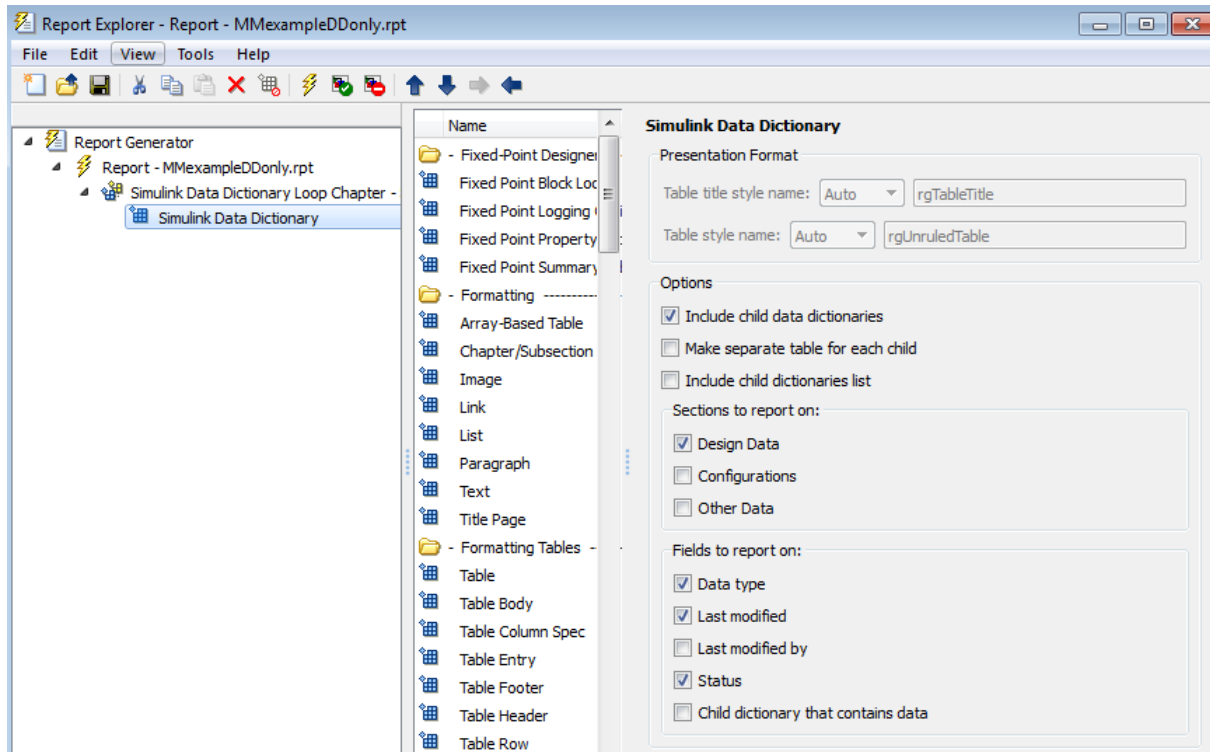 Report Explorer - Report - MMexampleDDonly.rpt
File Edit View Tools Help
Report Generator
Report - MMexampleDDonly.rpt
Simulink Data Dictionary Loop Chapter -
Simulink Data Dictionary
Name
- Fixed-Point Designer
Fixed Point Block Loo
Fixed Point Logging
Fixed Point Property
Fixed Point Summary
- Formatting ----------
Array-Based Table
Chapter/Subsection
Image
Link
List
Paragraph
Text
Title Page
- Formatting Tables -
Table
Table Body
Table Column Spec
Table Entry
Table Footer
Table Header
Table Row
Simulink Data Dictionary
Presentation Format
Table title style name: Auto rgTableTitle
Table style name: Auto rgUnruledTable
Options
Include child data dictionaries
Make separate table for each child
Include child dictionaries list
Sections to report on:
Design Data
Configurations
Other Data
Fields to report on:
Data type
Last modified
Last modified by
Status
Child dictionary that contains data